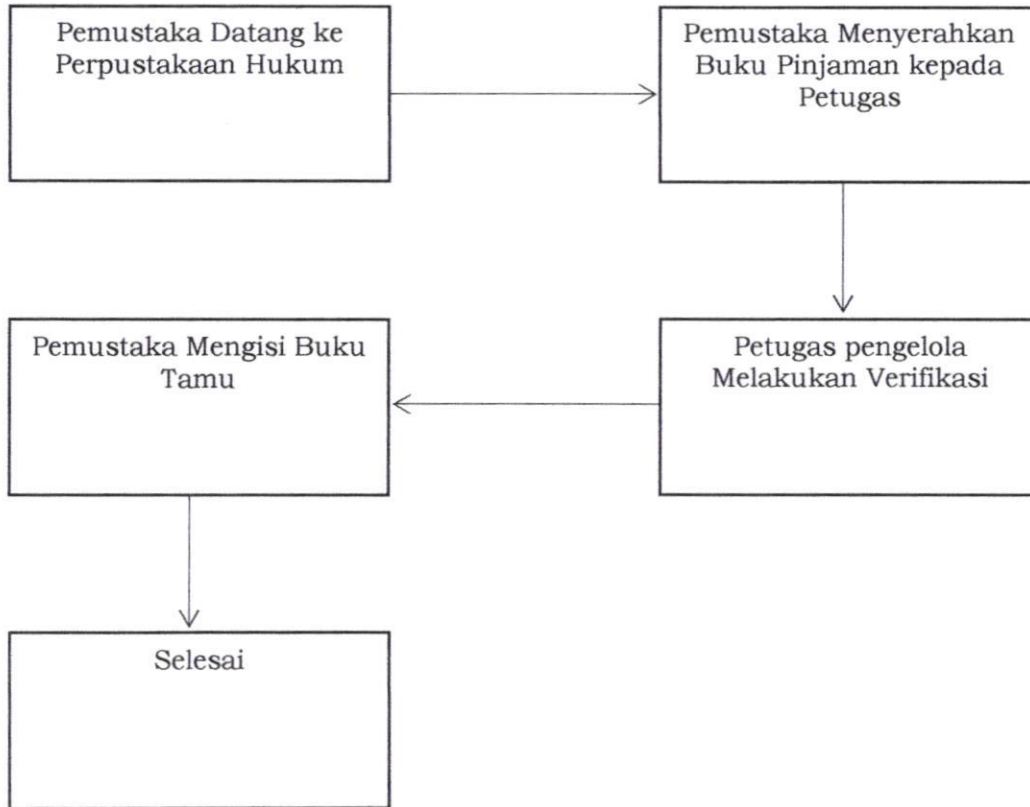 Pemustaka Datang ke
Perpustakaan Hukum
Pemustaka Menyerahkan
Buku Pinjaman kepada
Petugas
Petugas pengelola
Melakukan Verifikasi
Pemustaka Mengisi Buku
Tamu
Selesai